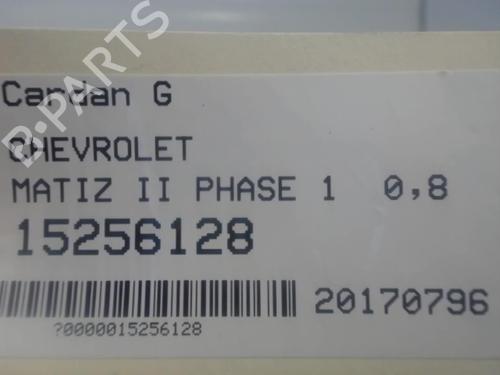 B-PARTS
Cardan G
CHEVROLET
MATIZ II PHASE 1 0,8
15256128
20170796
?0000015256128